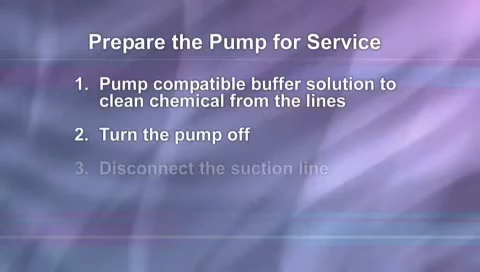 Prepare the Pump for Service
1. Pump compatible buffer solution to
clean chemical from the lines
2. Turn the pump off
3. Disconnect the suction line